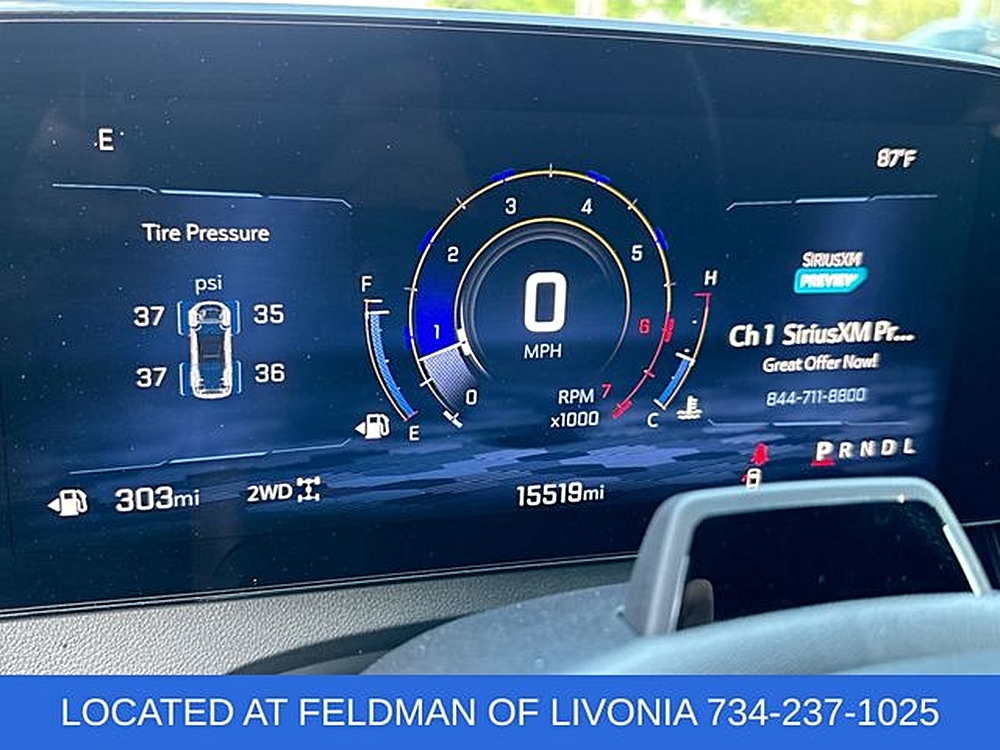 E
87°F
Tire Pressure
psi
37 35
37 36
F
E
0
1
2
3
4
5
6
7
0
MPH
RPM
x1000
H
C
SIRIUSXM
PREVIEW
Ch 1 SiriusXM Pr...
Great Offer Now!
844-711-8800
PRNDL
303mi
2WD
15519mi
LOCATED AT FELDMAN OF LIVONIA 734-237-1025